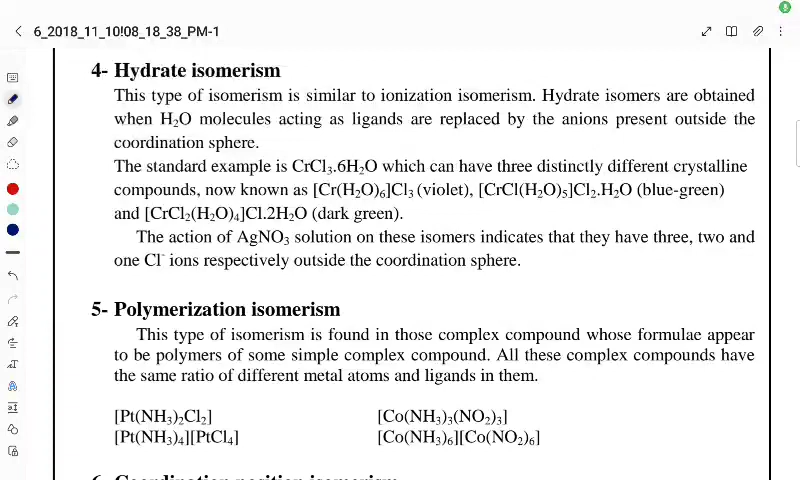 6_2018_11_10!08_18_38_PM-1
4- Hydrate isomerism
This type of isomerism is similar to ionization isomerism. Hydrate isomers are obtained
when H₂O molecules acting as ligands are replaced by the anions present outside the
coordination sphere.
The standard example is CrCl₃.6H₂O which can have three distinctly different crystalline
compounds, now known as [Cr(H₂O)₆]Cl₃ (violet), [CrCl(H₂O)₅]Cl₂.H₂O (blue-green)
and [CrCl₂(H₂O)₄]Cl.2H₂O (dark green).
The action of AgNO₃ solution on these isomers indicates that they have three, two and
one Cl⁻ ions respectively outside the coordination sphere.
5- Polymerization isomerism
This type of isomerism is found in those complex compound whose formulae appear
to be polymers of some simple complex compound. All these complex compounds have
the same ratio of different metal atoms and ligands in them.
[Pt(NH₃)₂Cl₂] [Co(NH₃)₃(NO₂)₃]
[Pt(NH₃)₄][PtCl₄] [Co(NH₃)₆][Co(NO₂)₆]
6- Coordination position isomerism